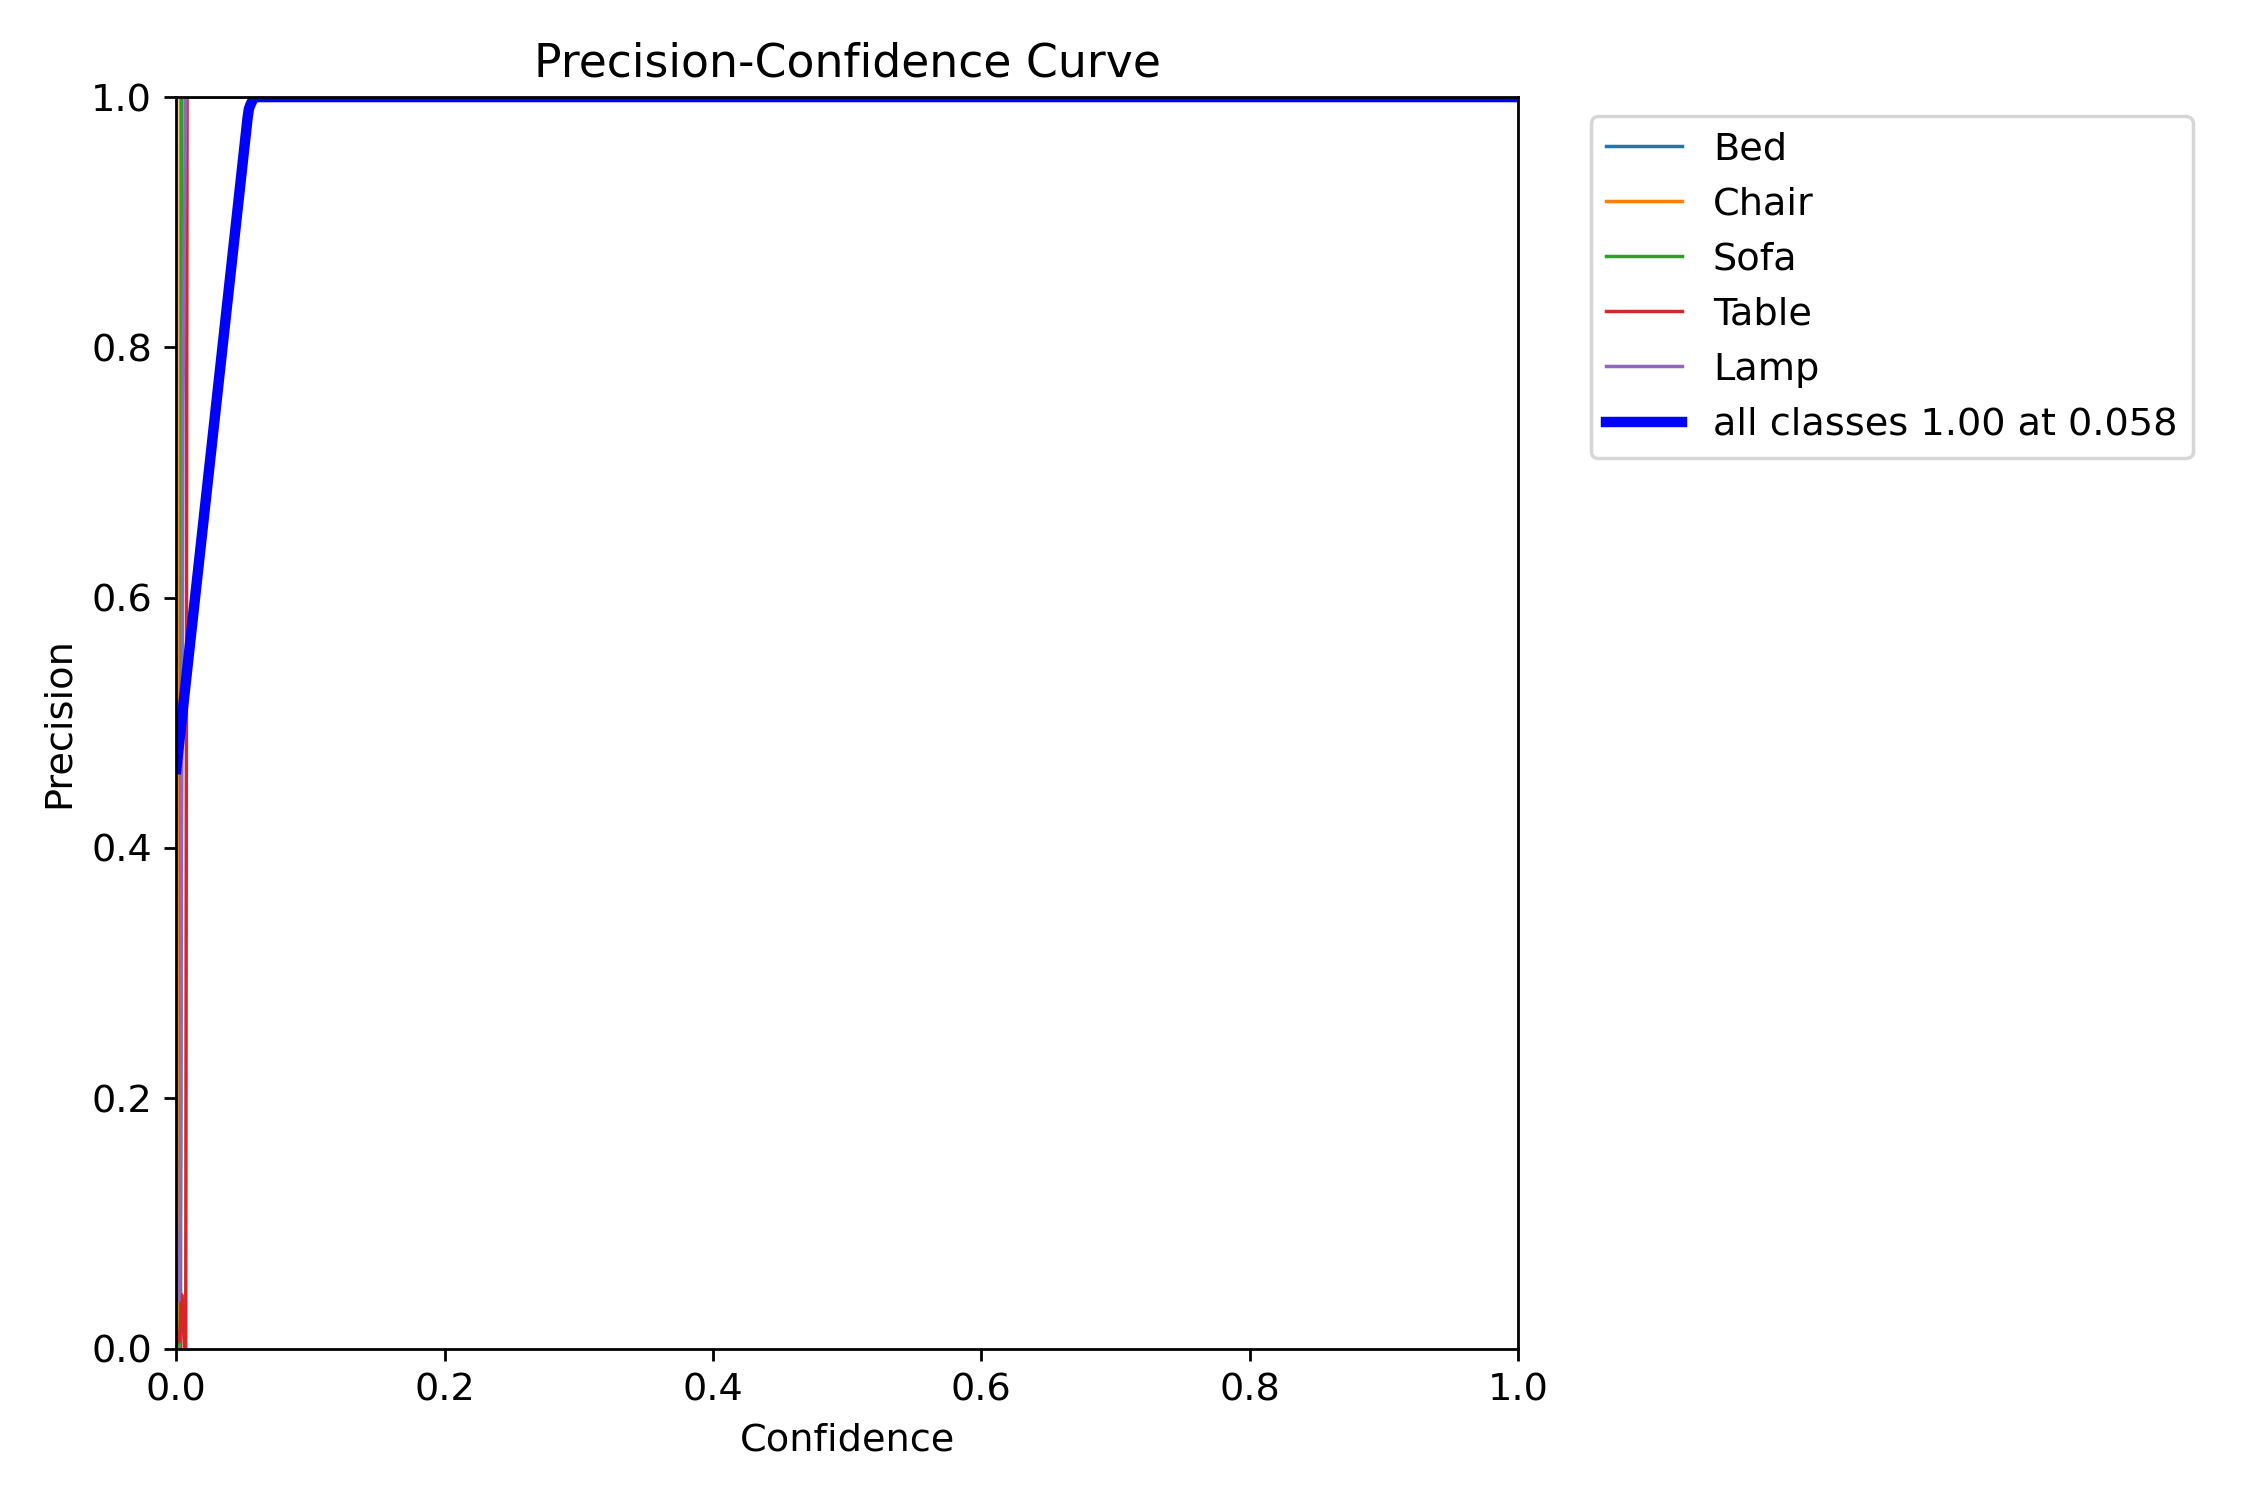 Precision-Confidence Curve
1.0
0.8
0.6
0.4
0.2
0.0
Precision
0.0 0.2 0.4 0.6 0.8 1.0
Confidence
Bed
Chair
Sofa
Table
Lamp
all classes 1.00 at 0.058